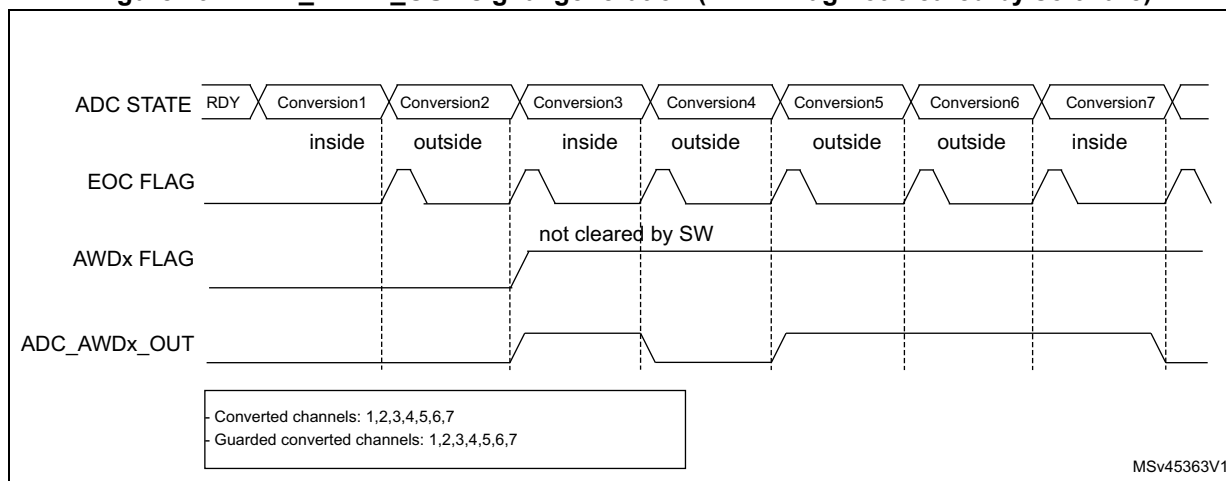 ADC STATE RDY Conversion1 Conversion2 Conversion3 Conversion4 Conversion5 Conversion6 Conversion7
inside outside inside outside outside outside inside
EOC FLAG
not cleared by SW
AWDx FLAG
ADC_AWDx_OUT
- Converted channels: 1,2,3,4,5,6,7
- Guarded converted channels: 1,2,3,4,5,6,7
MSv45363V1